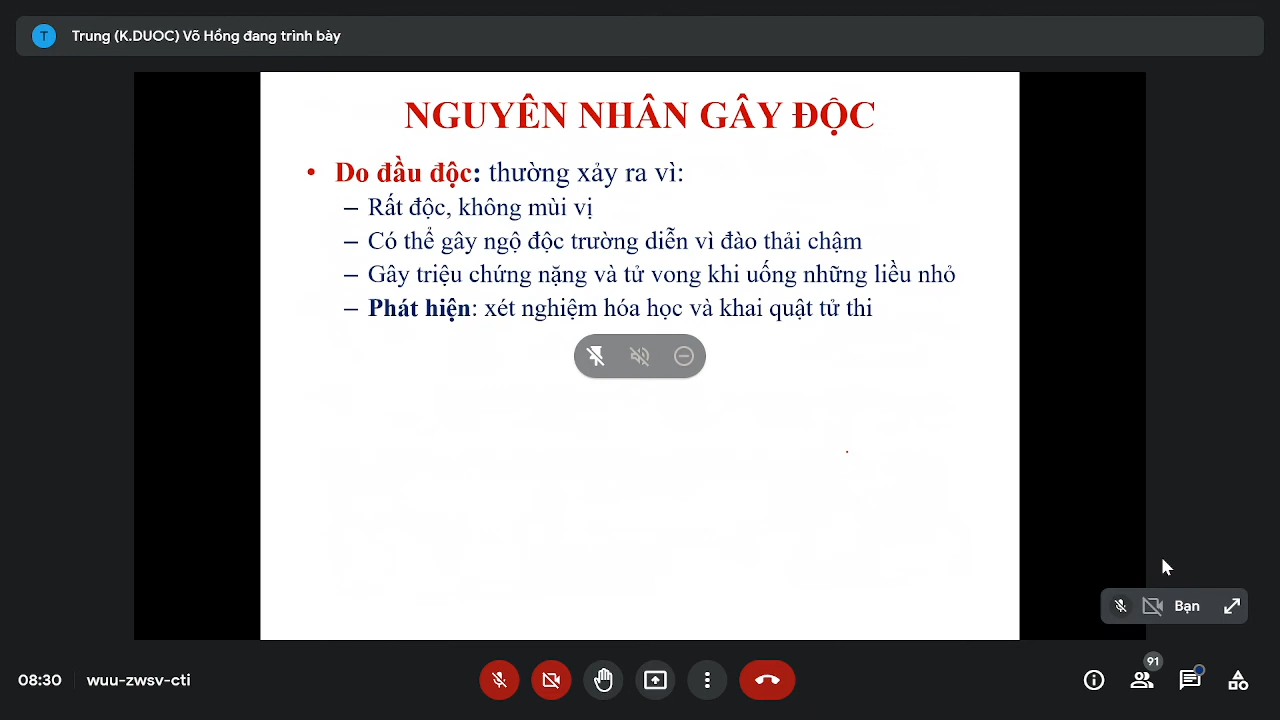 T
Trung (K.DUOC) Võ Hồng đang trình bày
NGUYÊN NHÂN GÂY ĐỘC
• Do đầu độc: thường xảy ra vì:
– Rất độc, không mùi vị
– Có thể gây ngộ độc trường diễn vì đào thải chậm
– Gây triệu chứng nặng và tử vong khi uống những liều nhỏ
– Phát hiện: xét nghiệm hóa học và khai quật tử thi
Bạn
08:30 | wuu-zwsv-cti
91